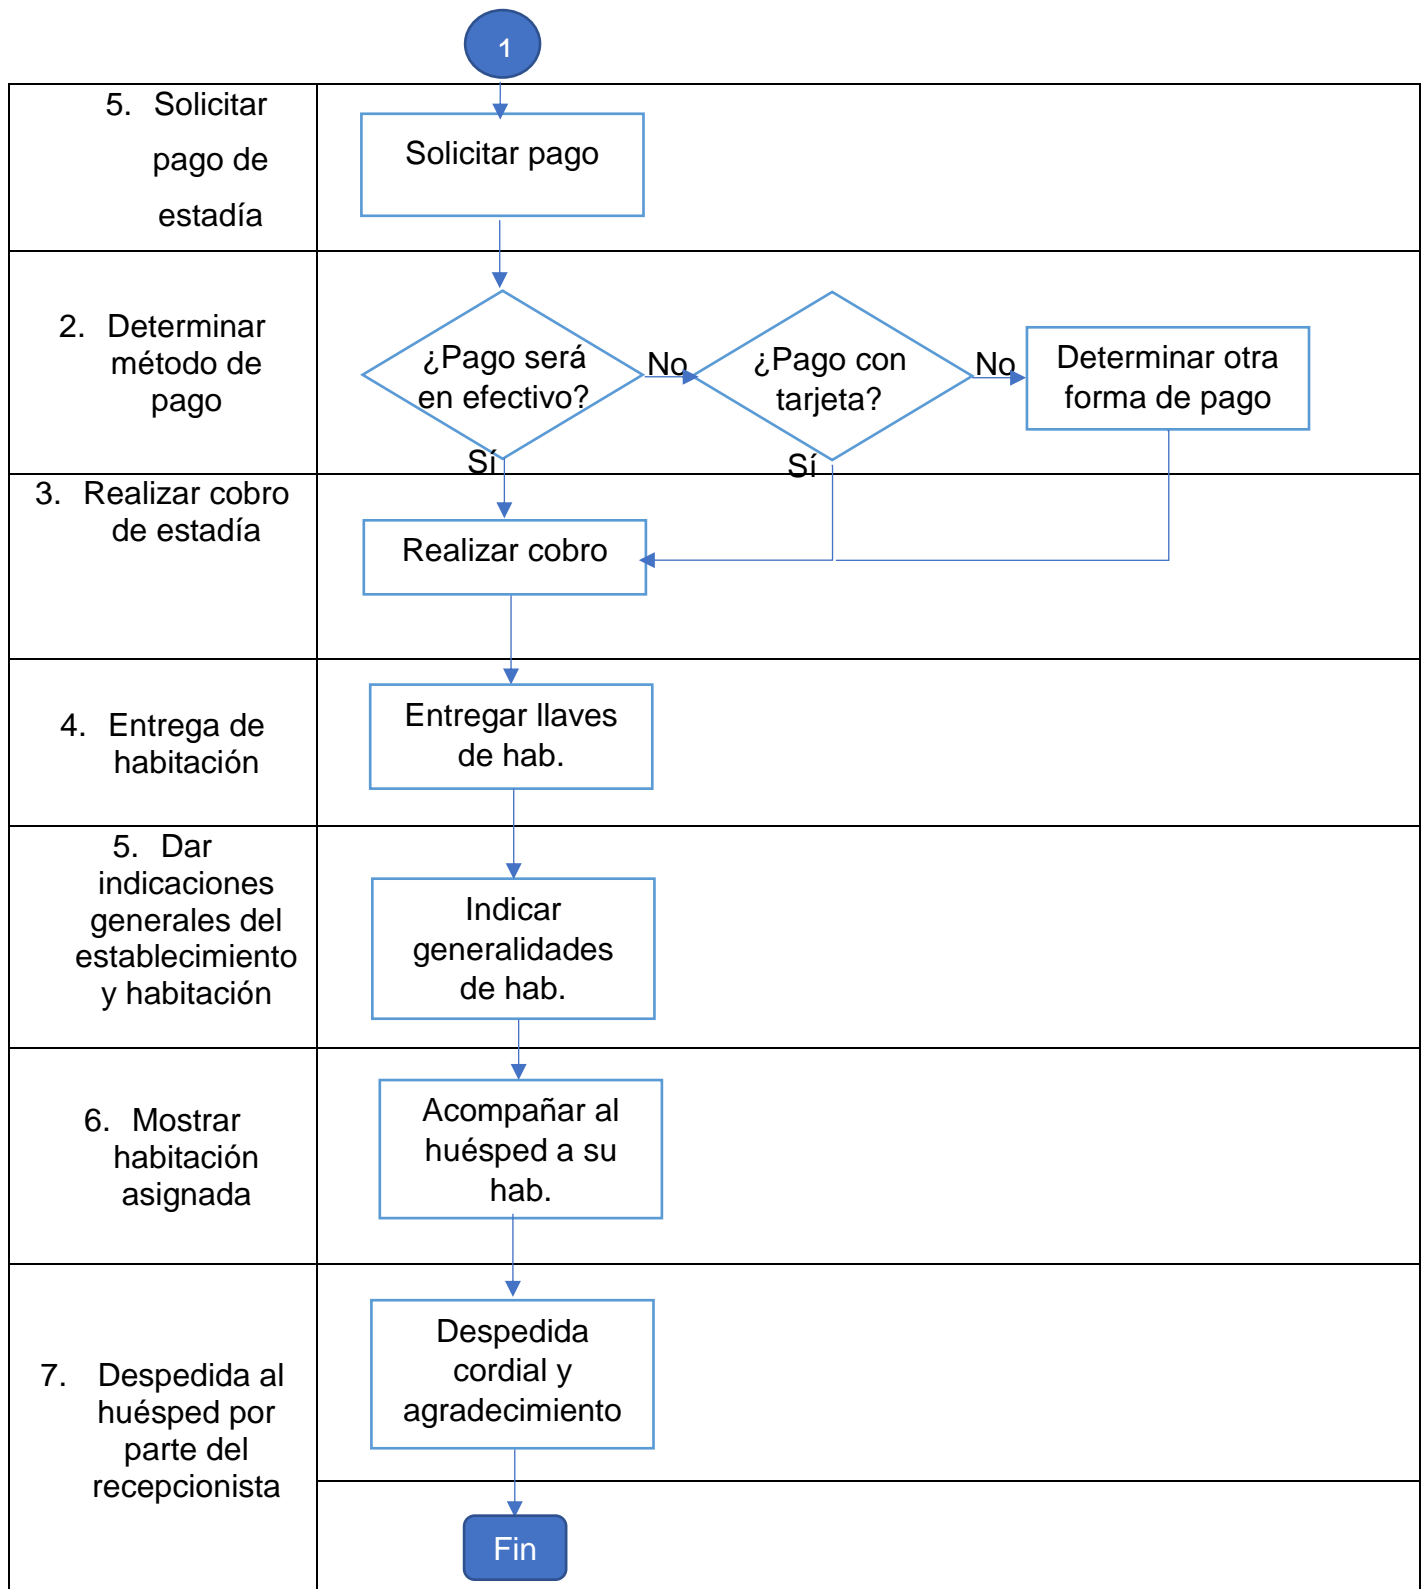 1
5. Solicitar
pago de
estadía
Solicitar pago
2. Determinar
método de
pago
¿Pago será
en efectivo?
No
¿Pago con
tarjeta?
No
Determinar otra
forma de pago
Sí
Sí
3. Realizar cobro
de estadía
Realizar cobro
4. Entrega de
habitación
Entregar llaves
de hab.
5. Dar
indicaciones
generales del
establecimiento
y habitación
Indicar
generalidades
de hab.
6. Mostrar
habitación
asignada
Acompañar al
huésped a su
hab.
7. Despedida al
huésped por
parte del
recepcionista
Despedida
cordial y
agradecimiento
Fin